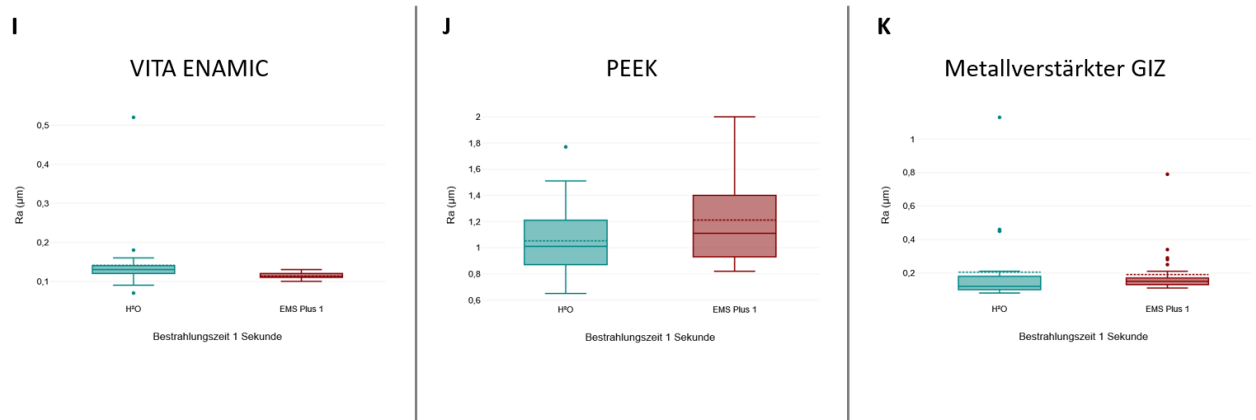 I
VITA ENAMIC
0,5
0,4
0,3
0,2
0,1
Ra (µm)
H²O
EMS Plus 1
Bestrahlungszeit 1 Sekunde
J
PEEK
2
1,8
1,6
1,4
1,2
1
0,8
0,6
Ra (µm)
H²O
EMS Plus 1
Bestrahlungszeit 1 Sekunde
K
Metallverstärkter GIZ
1
0,8
0,6
0,4
0,2
Ra (µm)
H²O
EMS Plus 1
Bestrahlungszeit 1 Sekunde